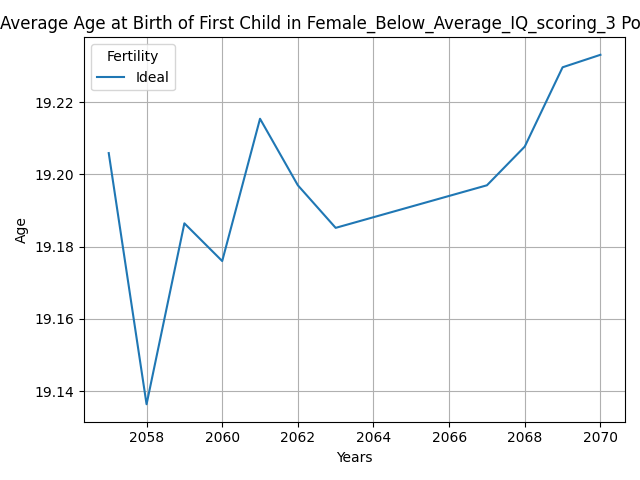 Average Age at Birth of First Child in Female_Below_Average_IQ_scoring_3 Po
Fertility
Ideal
19.22
19.20
19.18
19.16
19.14
Age
2058 2060 2062 2064 2066 2068 2070
Years